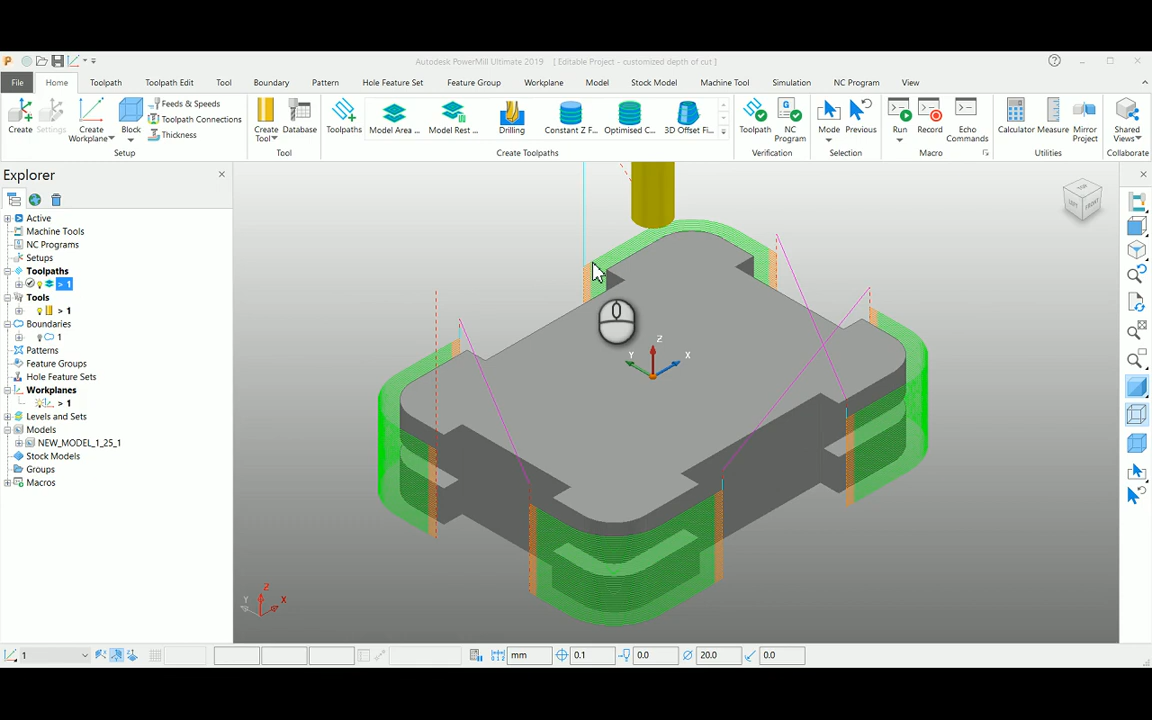 Autodesk PowerMill Ultimate 2019 [ Editable Project - customized depth of cut ]
File Home Toolpath Toolpath Edit Tool Boundary Pattern Hole Feature Set Feature Group Workplane Model Stock Model Machine Tool Simulation NC Program View
Create
Settings
Create
Workplane
Block
Feeds & Speeds
Toolpath Connections
Thickness
Setup
Create
Tool
Database
Tool
Toolpaths
Model Area ...
Model Rest ...
Drilling
Constant Z F...
Optimised C...
3D Offset Fi...
Create Toolpaths
Toolpath
NC
Program
Verification
Mode
Previous
Selection
Run
Record
Echo
Commands
Macro
Calculator
Measure
Mirror
Project
Utilities
Shared
Views
Collaborate
Explorer
Active
Machine Tools
NC Programs
Setups
Toolpaths
> 1
Tools
> 1
Boundaries
1
Patterns
Feature Groups
Hole Feature Sets
Workplanes
> 1
Levels and Sets
Models
NEW_MODEL_1_25_1
Stock Models
Groups
Macros
TOP
LEFT
FRONT
Z
Y
X
Z
Y
X
1
mm
0.1
0.0
20.0
0.0